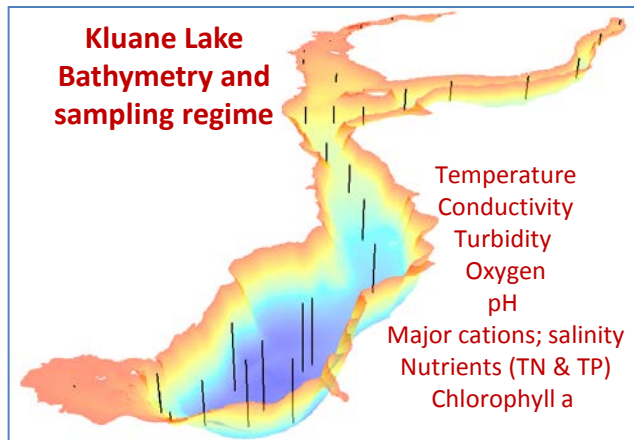 Kluane Lake
Bathymetry and
sampling regime
Temperature
Conductivity
Turbidity
Oxygen
pH
Major cations; salinity
Nutrients (TN & TP)
Chlorophyll a